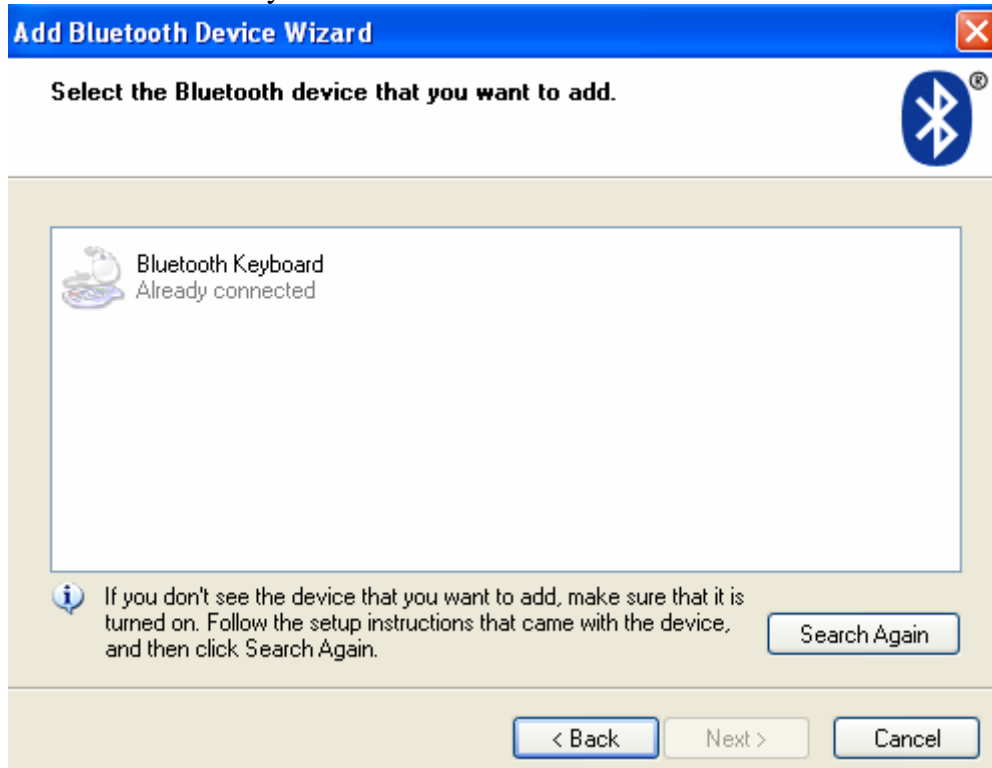 Add Bluetooth Device Wizard
Select the Bluetooth device that you want to add.
®
Bluetooth Keyboard
Already connected
If you don't see the device that you want to add, make sure that it is
turned on. Follow the setup instructions that came with the device,
and then click Search Again.
Search Again
< Back
Next >
Cancel